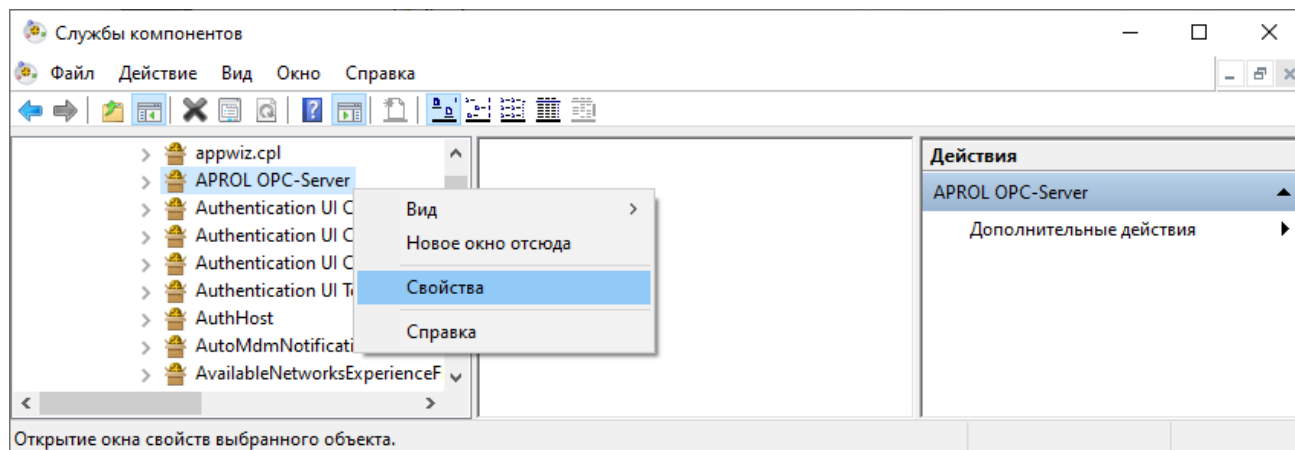 Службы компонентов
Файл Действие Вид Окно Справка
appwiz.cpl
APROL OPC-Server
Authentication UI C
Authentication UI C
Authentication UI C
Authentication UI T
AuthHost
AutoMdmNotificati
AvailableNetworksExperienceF
Вид
Новое окно отсюда
Свойства
Справка
Действия
APROL OPC-Server
Дополнительные действия
Открытие окна свойств выбранного объекта.